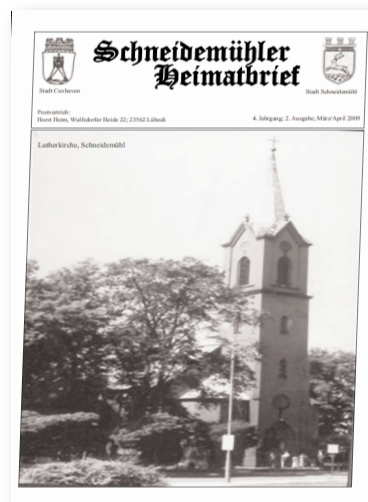 Schneidemühler
Heimatbrief
Stadt Cuxhaven
Stadt Schneidemühl
Postvertrieb:
Horst Heim, Wulfsdorfer Heide 22; 23562 Lübeck
4. Jahrgang; 2. Ausgabe; März/April 2009
Lutherkirche, Schneidemühl